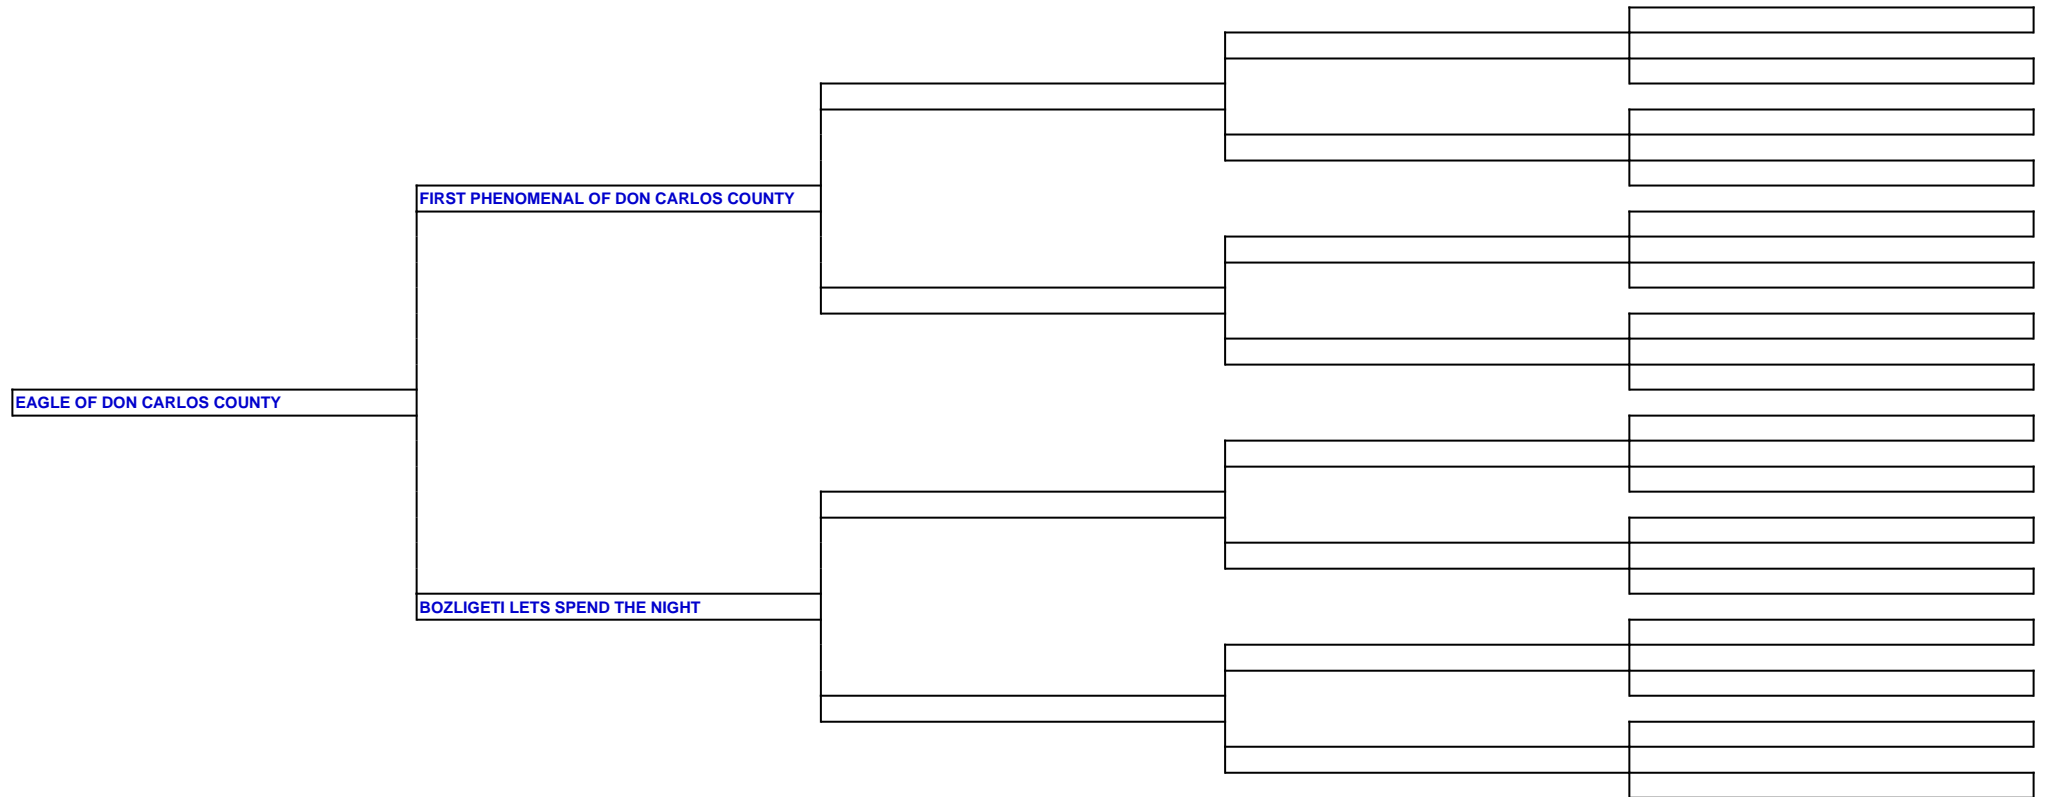 FIRST PHENOMENAL OF DON CARLOS COUNTY
EAGLE OF DON CARLOS COUNTY
BOZLIGETI LETS SPEND THE NIGHT